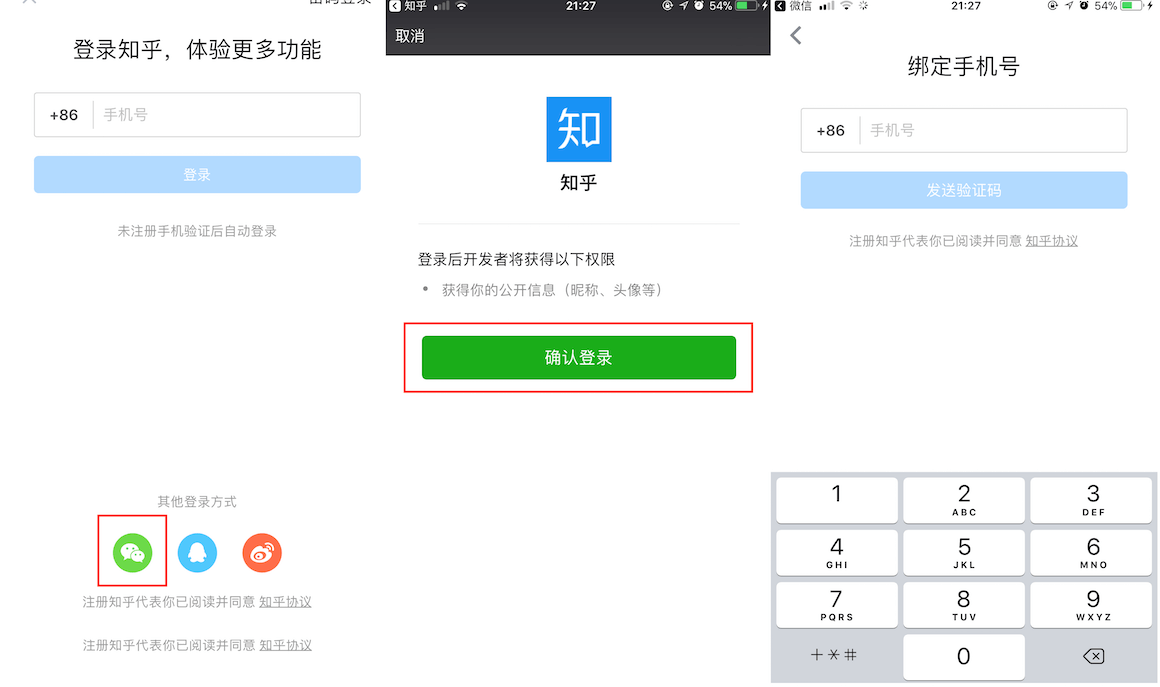 密码登录
登录知乎，体验更多功能
+86 手机号
登录
未注册手机验证后自动登录
其他登录方式
注册知乎代表你已阅读并同意 知乎协议
注册知乎代表你已阅读并同意 知乎协议
知乎 21:27 54%
取消
知
知乎
登录后开发者将获得以下权限
• 获得你的公开信息（昵称、头像等）
确认登录
微信 21:27 54%
绑定手机号
+86 手机号
发送验证码
注册知乎代表你已阅读并同意 知乎协议
1 2 3
ABC DEF
4 5 6
GHI JKL MNO
7 8 9
PQRS TUV WXYZ
+*# 0